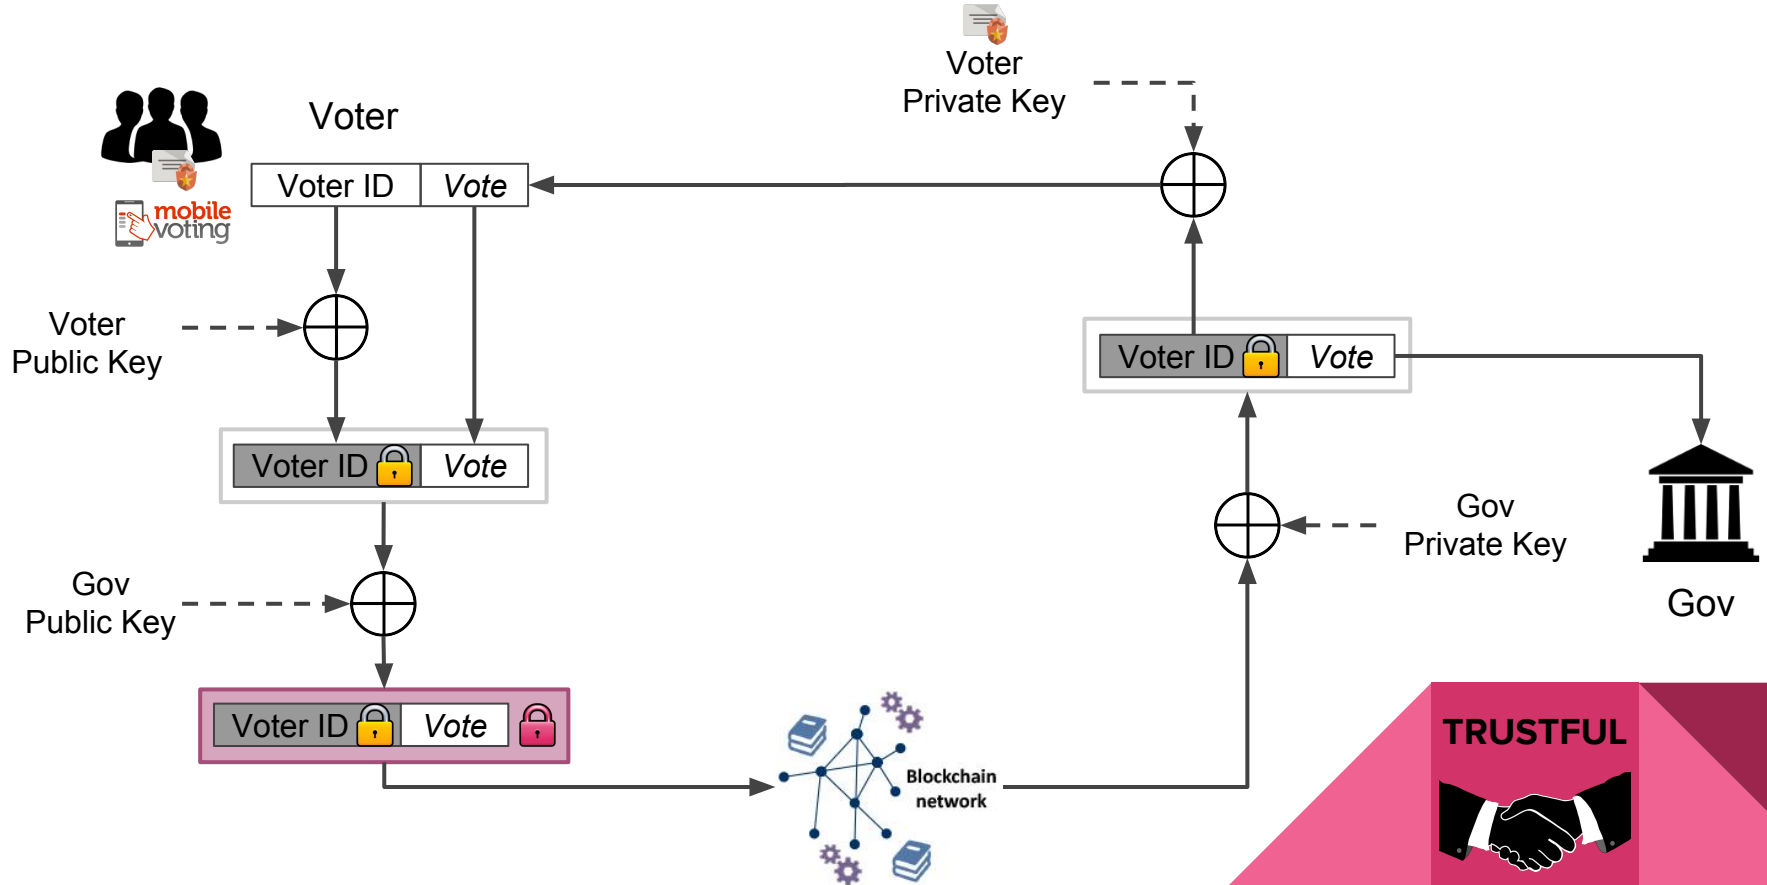 Voter
Private Key
Voter
Voter ID Vote
mobile
voting
Voter
Public Key
Voter ID Vote
Voter ID Vote
Gov
Private Key
Gov
Public Key
Gov
Voter ID Vote
Blockchain
network
TRUSTFUL